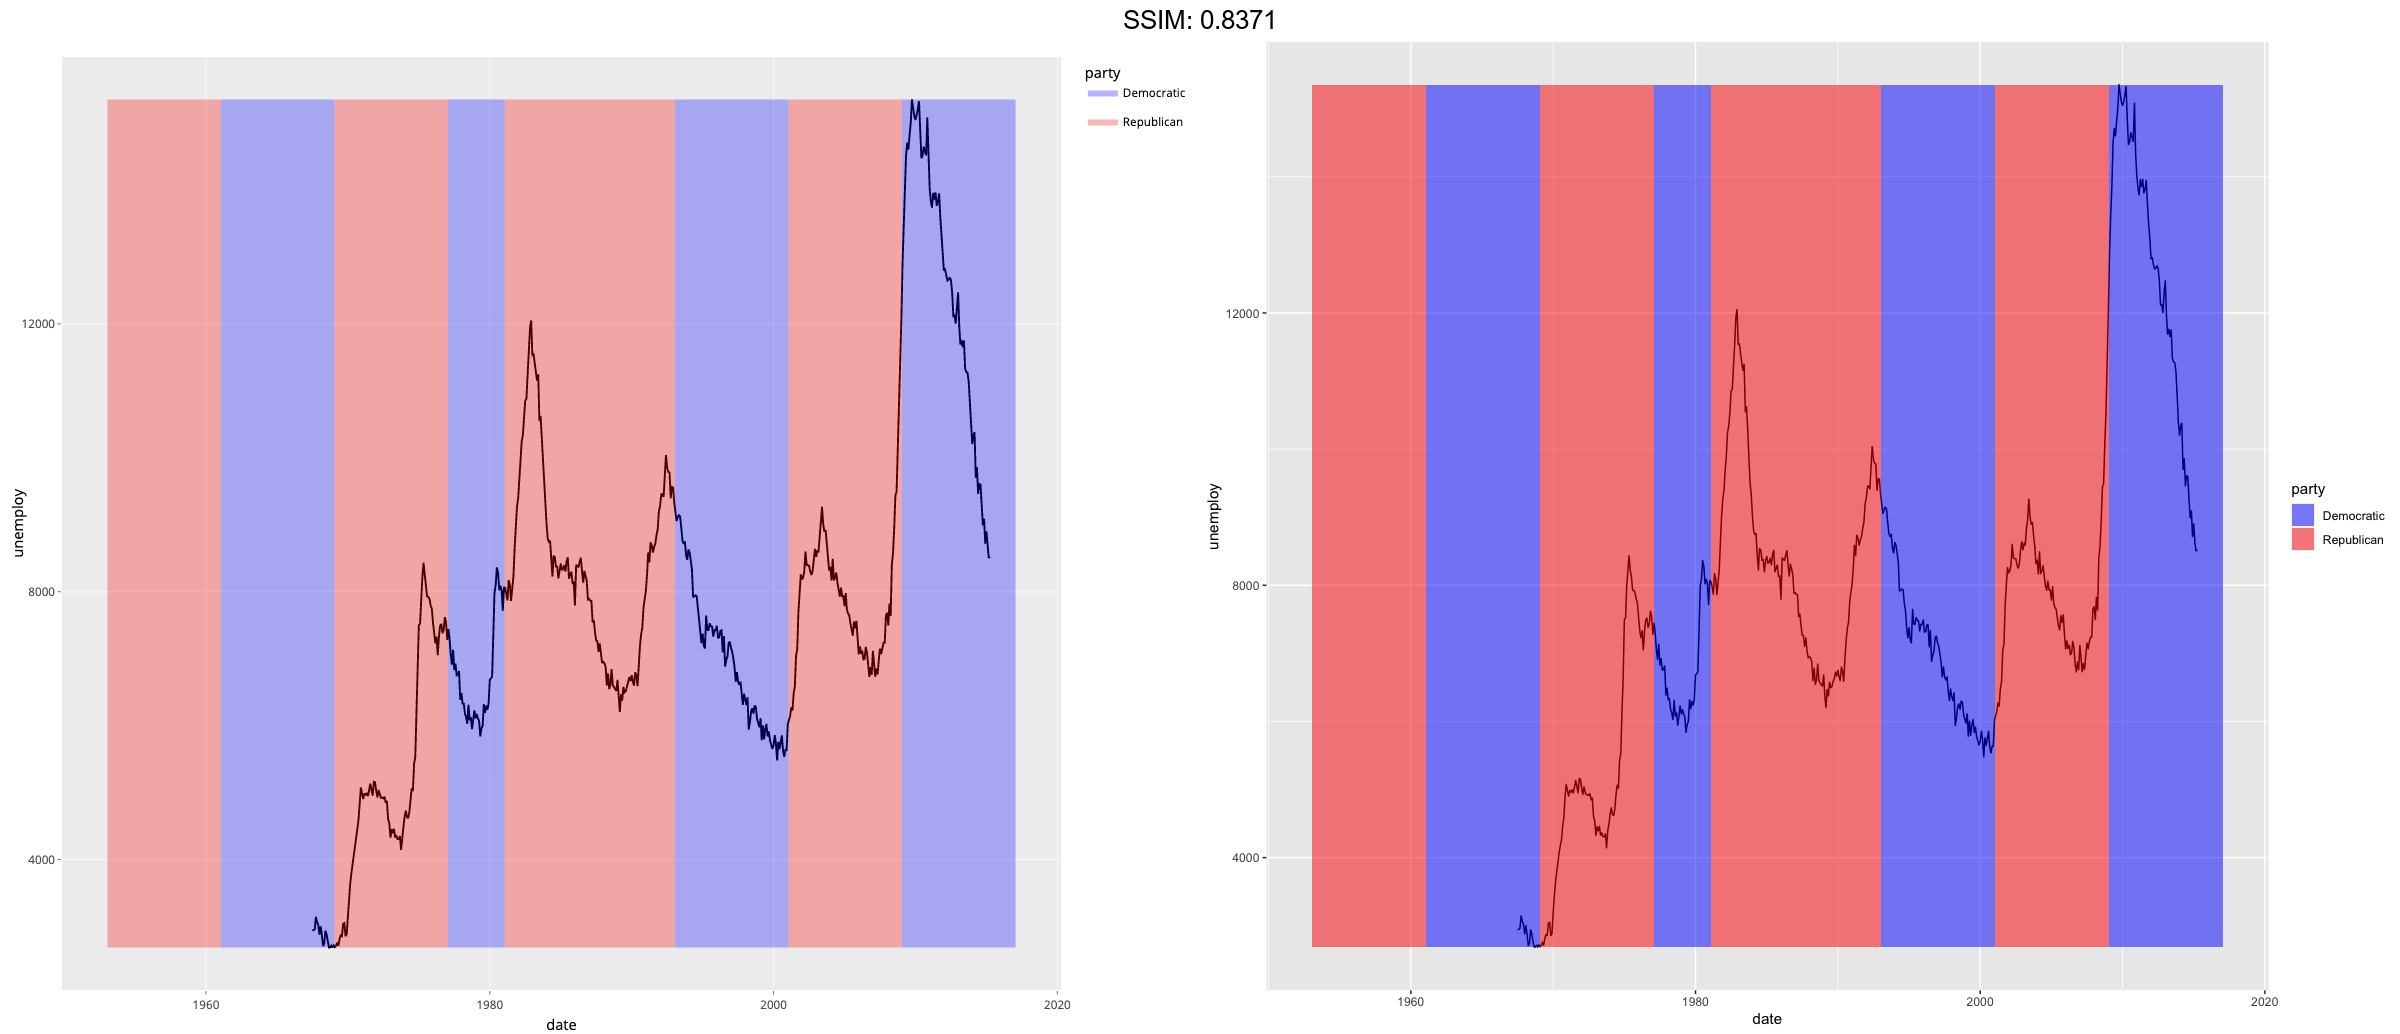 SSIM: 0.8371
party
Democratic
Republican
12000
8000
4000
unemploy
1960
1980
2000
2020
date
12000
8000
4000
unemploy
1960
1980
2000
2020
date
party
Democratic
Republican